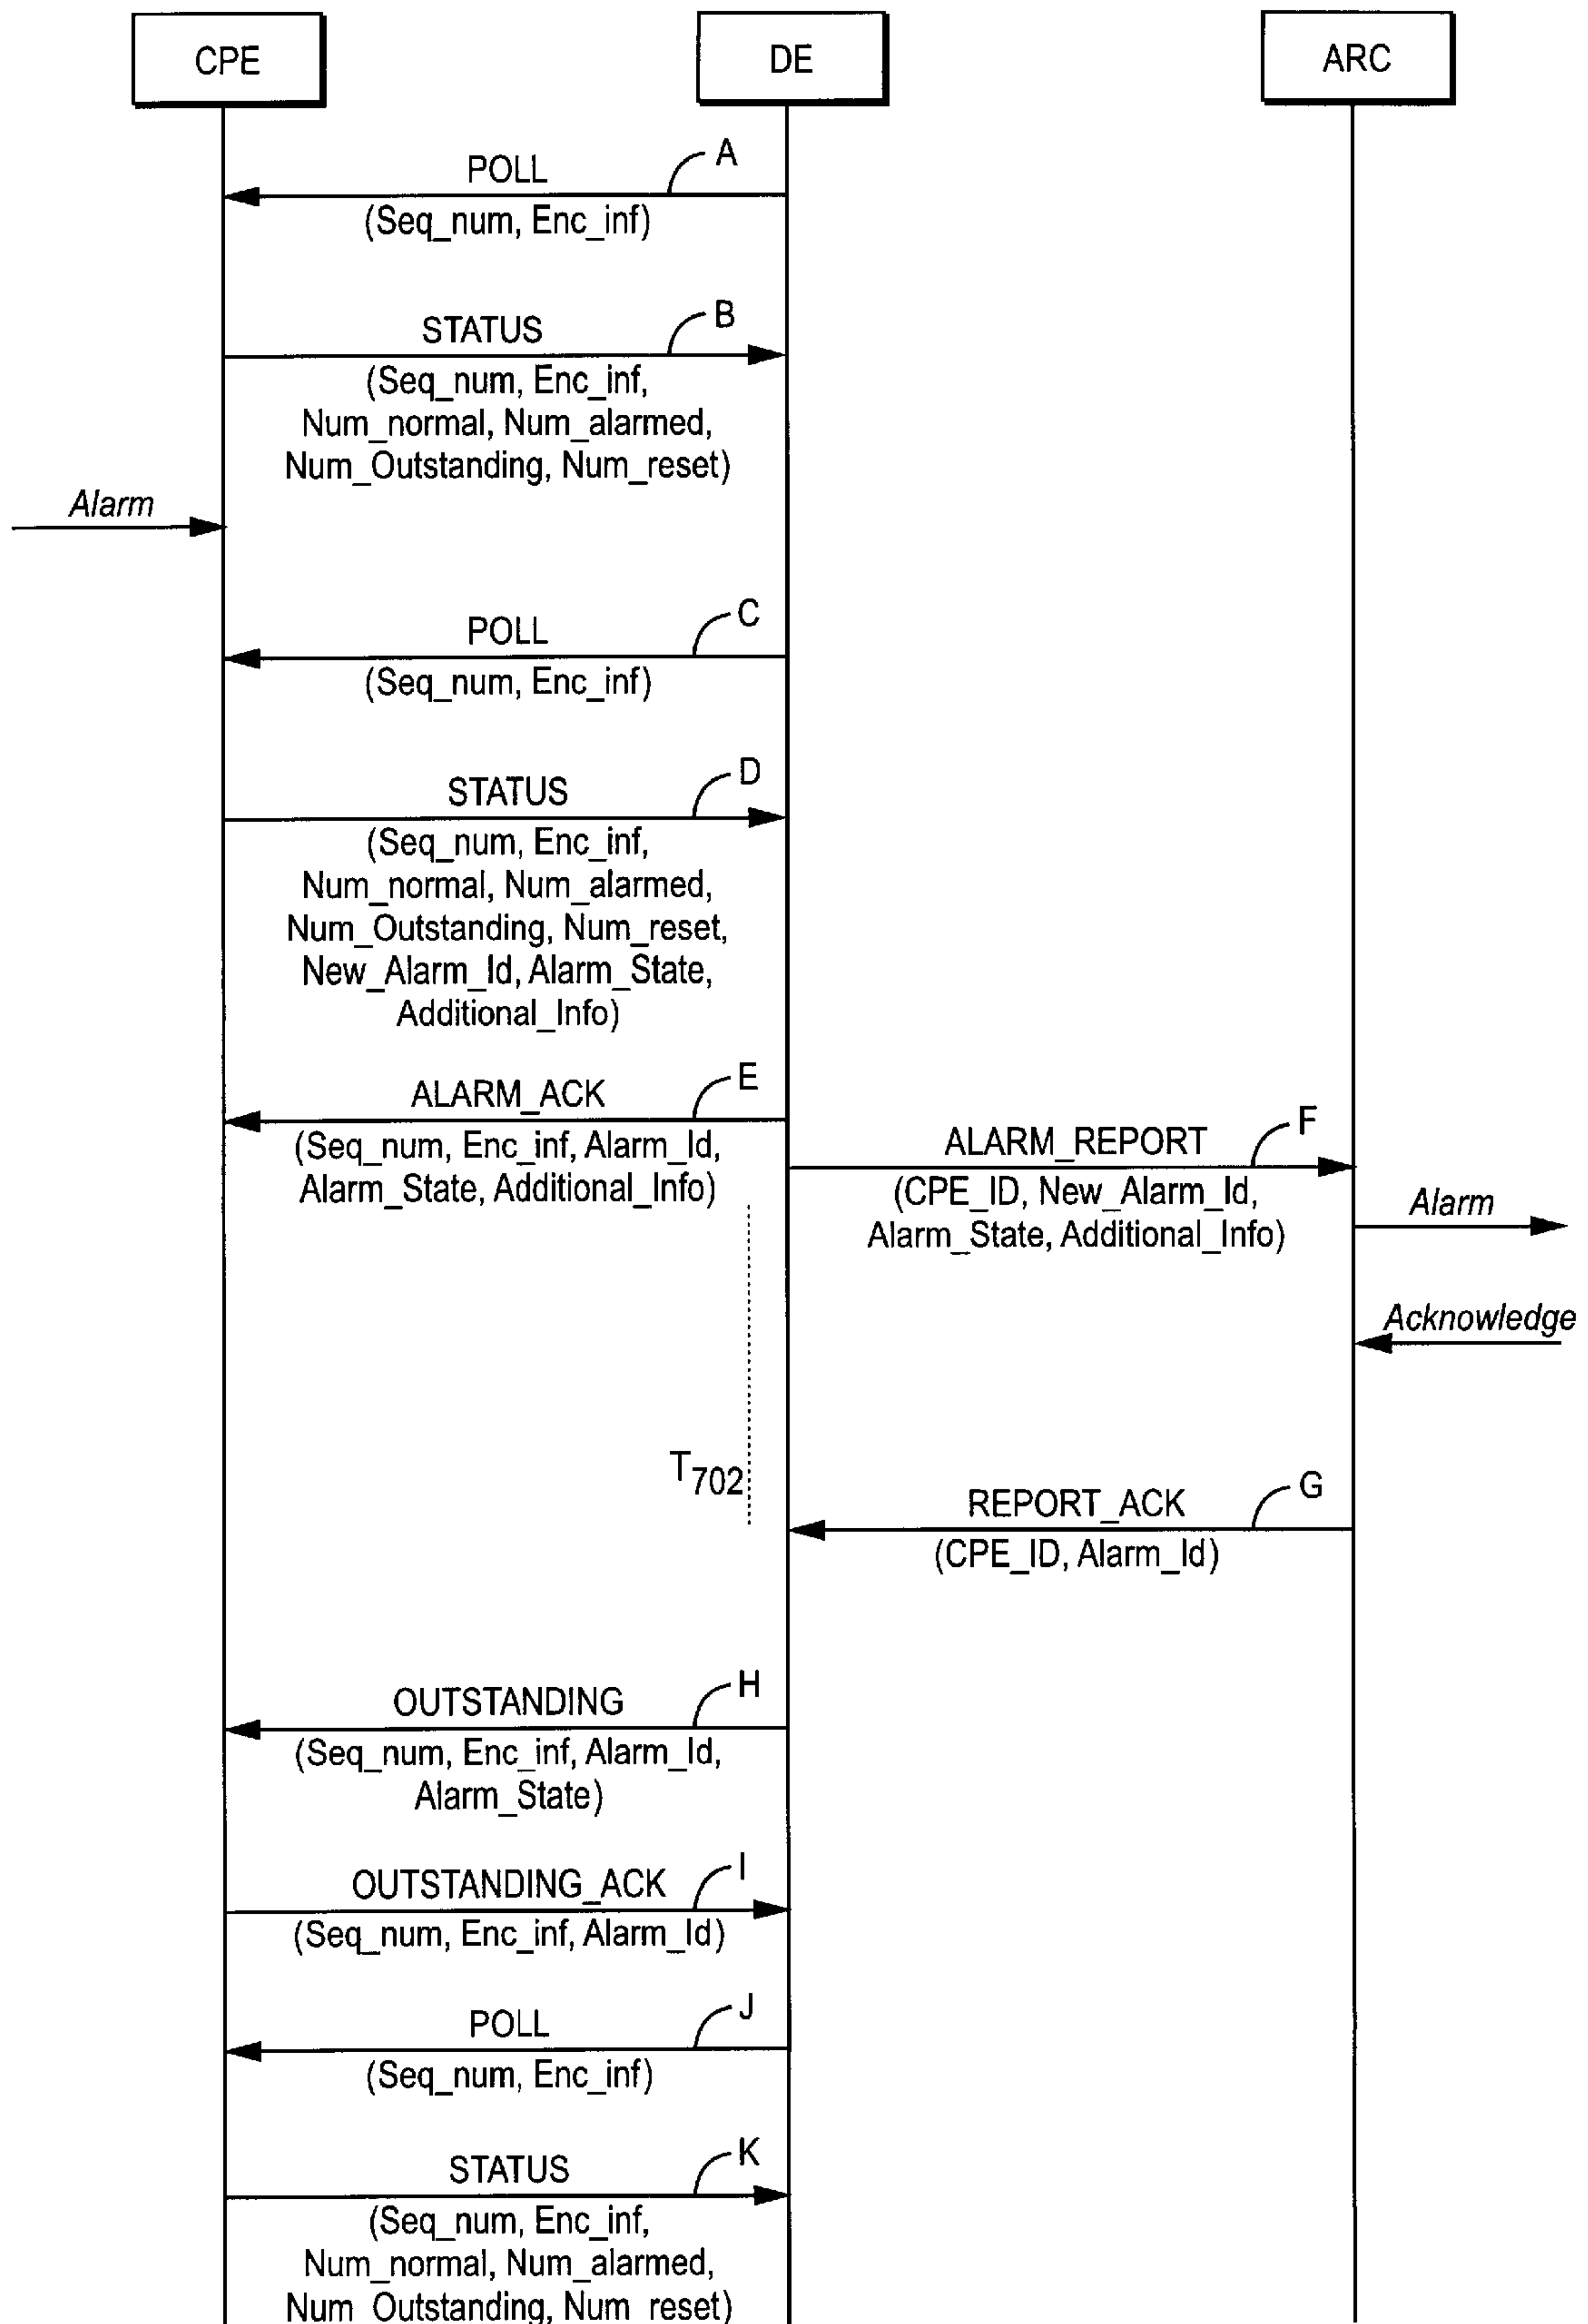 CPE
DE
ARC
A
POLL
(Seq_num, Enc_inf)
B
STATUS
(Seq_num, Enc_inf,
Num_normal, Num_alarmed,
Num_Outstanding, Num_reset)
Alarm
C
POLL
(Seq_num, Enc_inf)
D
STATUS
(Seq_num, Enc_inf,
Num_normal, Num_alarmed,
Num_Outstanding, Num_reset,
New_Alarm_Id, Alarm_State,
Additional_Info)
E
ALARM_ACK
(Seq_num, Enc_inf, Alarm_Id,
Alarm_State, Additional_Info)
F
ALARM_REPORT
(CPE_ID, New_Alarm_Id,
Alarm_State, Additional_Info)
Alarm
Acknowledge
T702
G
REPORT_ACK
(CPE_ID, Alarm_Id)
H
OUTSTANDING
(Seq_num, Enc_inf, Alarm_Id,
Alarm_State)
I
OUTSTANDING_ACK
(Seq_num, Enc_inf, Alarm_Id)
J
POLL
(Seq_num, Enc_inf)
K
STATUS
(Seq_num, Enc_inf,
Num_normal, Num_alarmed,
Num_Outstanding, Num_reset)